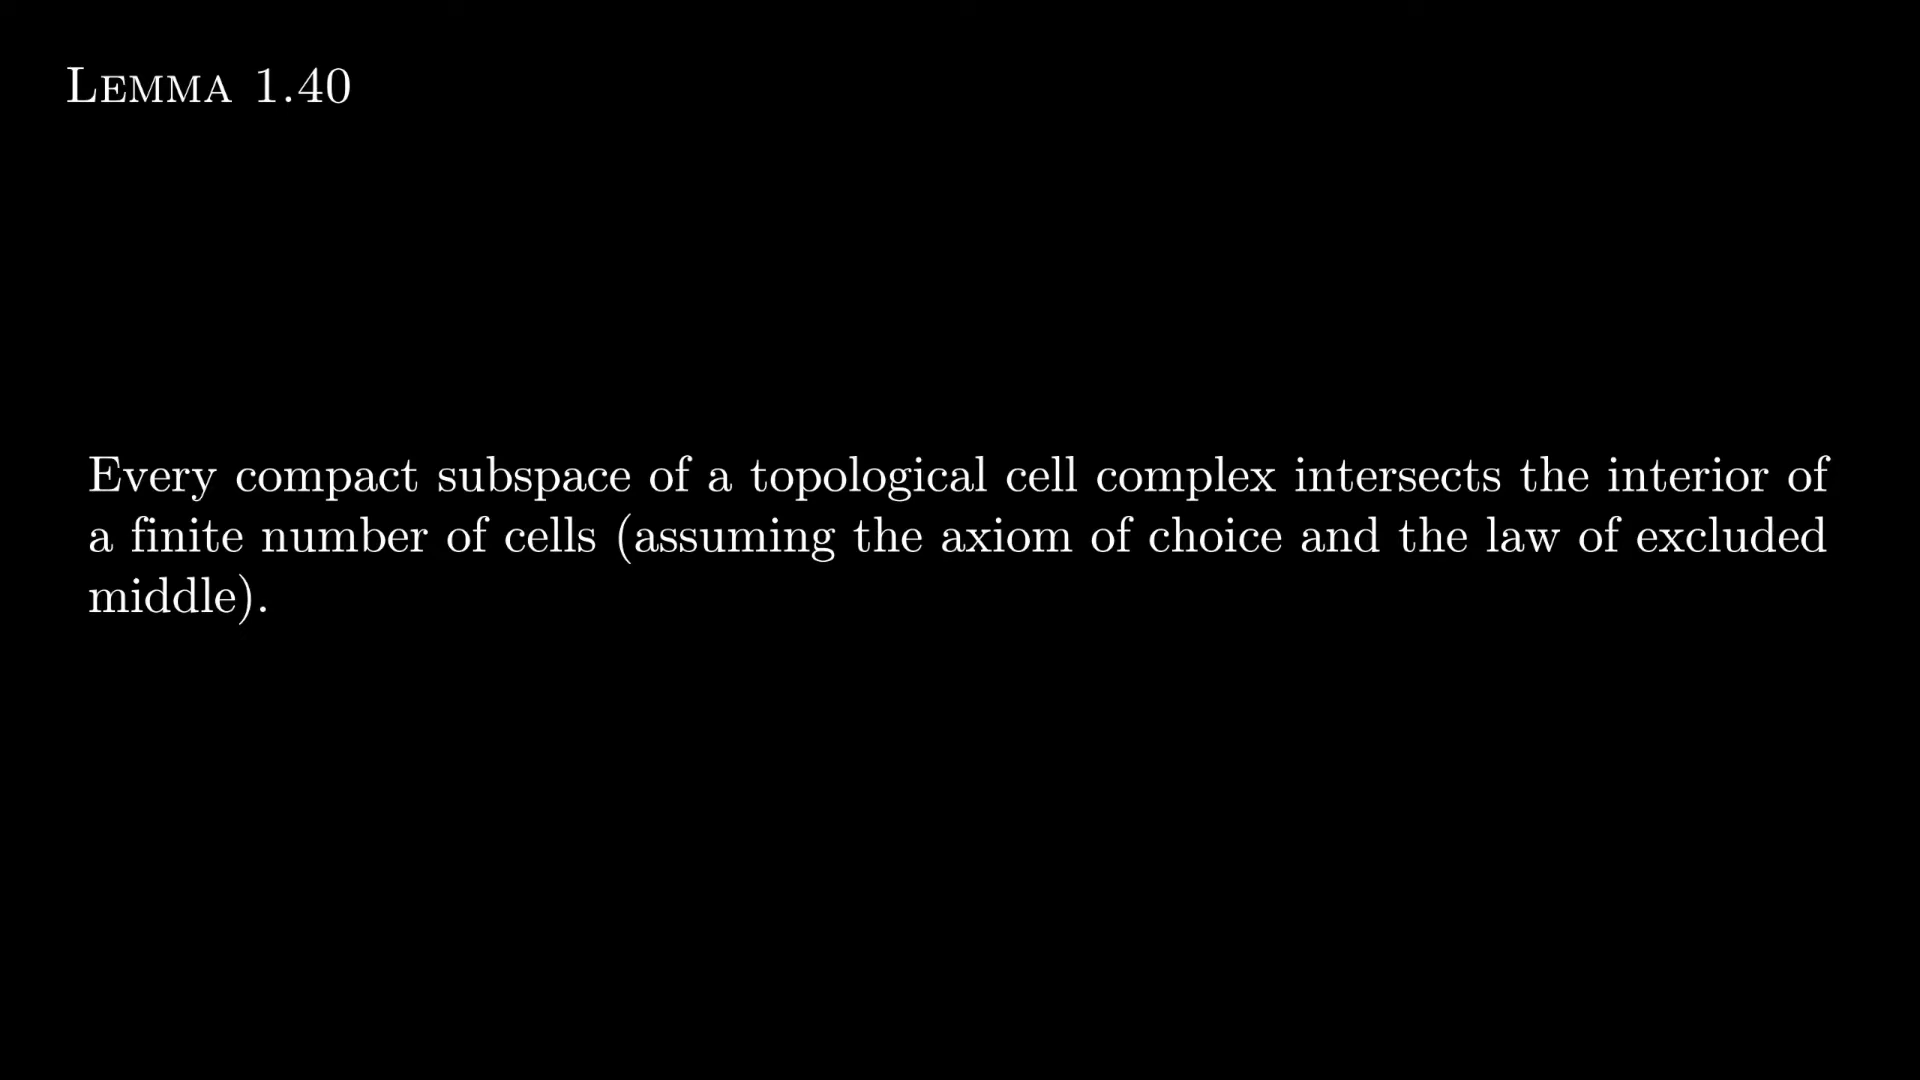 Lemma 1.40
Every compact subspace of a topological cell complex intersects the interior of
a finite number of cells (assuming the axiom of choice and the law of excluded
middle).